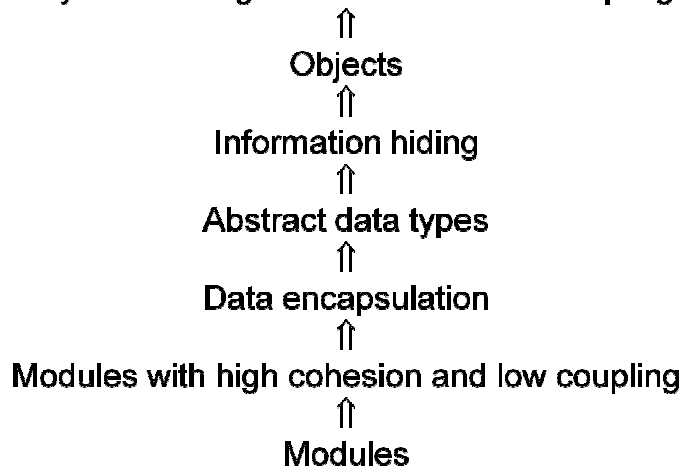 ⇑
Objects
⇑
Information hiding
⇑
Abstract data types
⇑
Data encapsulation
⇑
Modules with high cohesion and low coupling
⇑
Modules